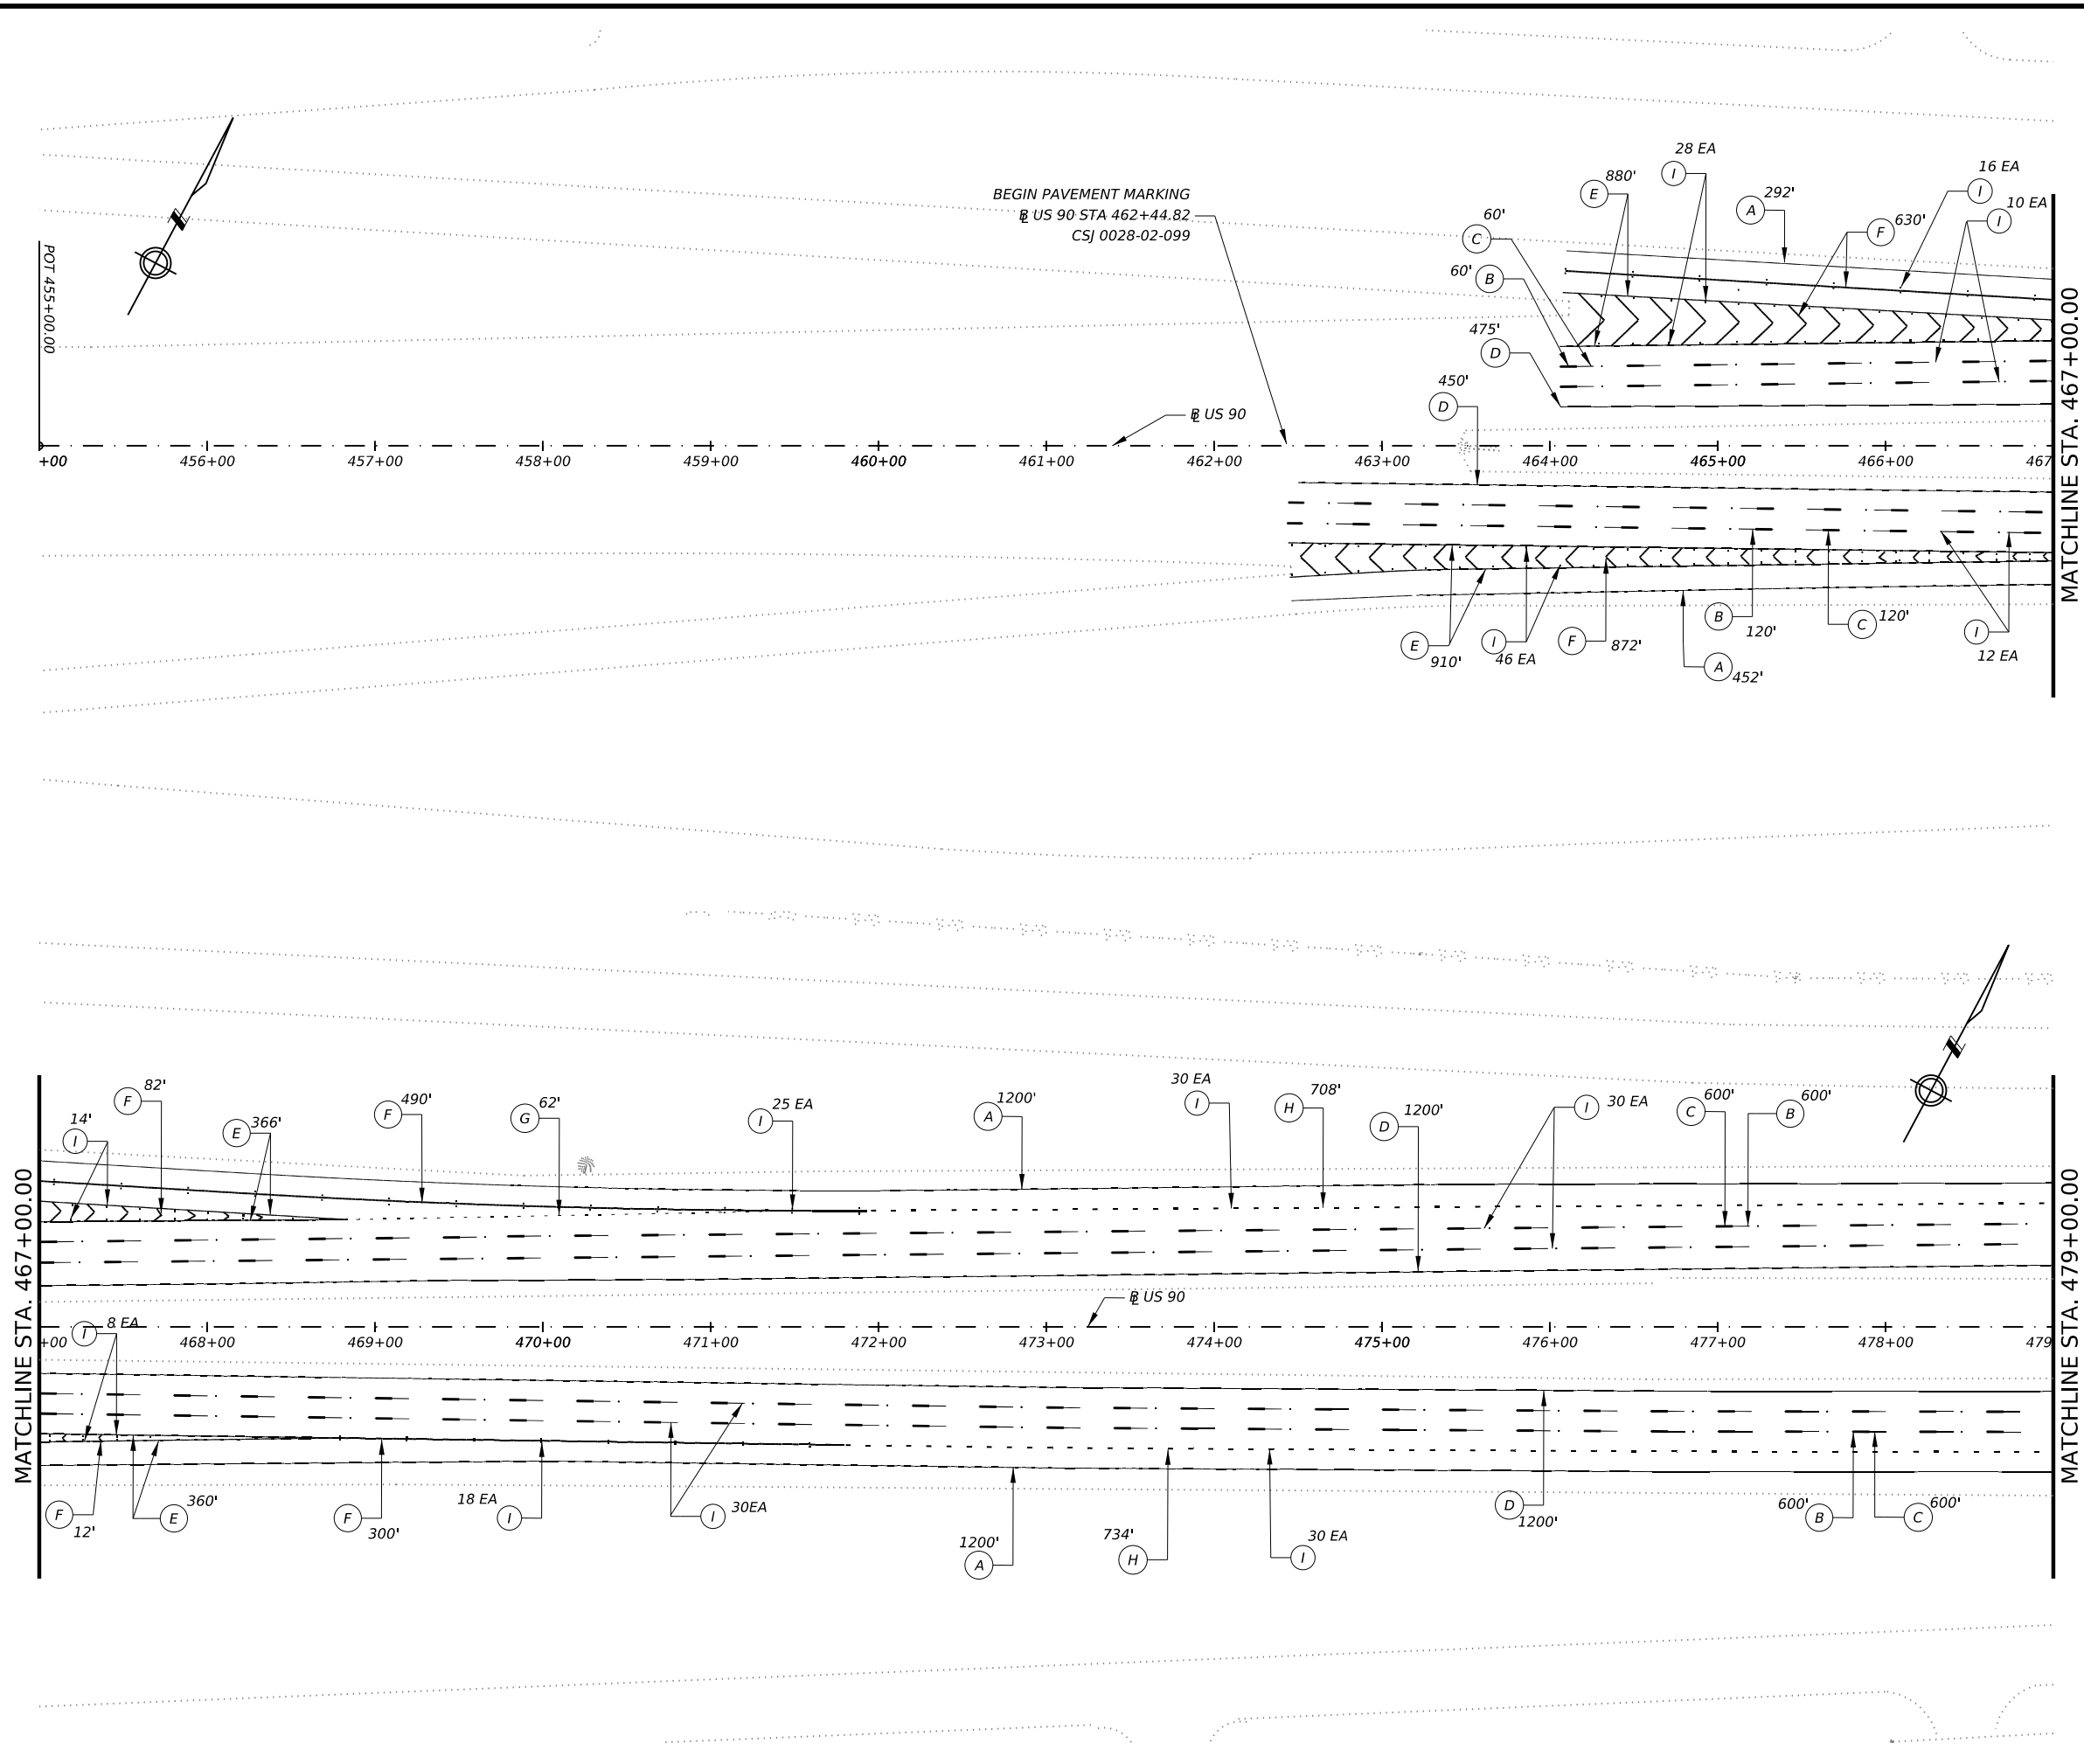 28 EA
I
16 EA
I
880'
E
292'
A
10 EA
I
BEGIN PAVEMENT MARKING
℄ US 90 STA 462+44.82
CSJ 0028-02-099
60'
C
F
630'
60'
B
POT 455+00.00
475'
D
450'
D
℄ US 90
MATCHLINE STA. 467+00.00
+00
456+00
457+00
458+00
459+00
460+00
461+00
462+00
463+00
464+00
465+00
466+00
467
E
910'
I
46 EA
F
872'
B
120'
C
120'
I
12 EA
A
452'
MATCHLINE STA. 467+00.00
14'
I
F
82'
E
366'
F
490'
G
62'
I
25 EA
A
1200'
30 EA
I
H
708'
D
1200'
I
30 EA
C
600'
B
600'
℄ US 90
I
8 EA
+00
468+00
469+00
470+00
471+00
472+00
473+00
474+00
475+00
476+00
477+00
478+00
479
MATCHLINE STA. 479+00.00
F
12'
E
360'
F
300'
18 EA
I
I
30EA
1200'
A
734'
H
30 EA
I
D
1200'
600'
B
600'
C